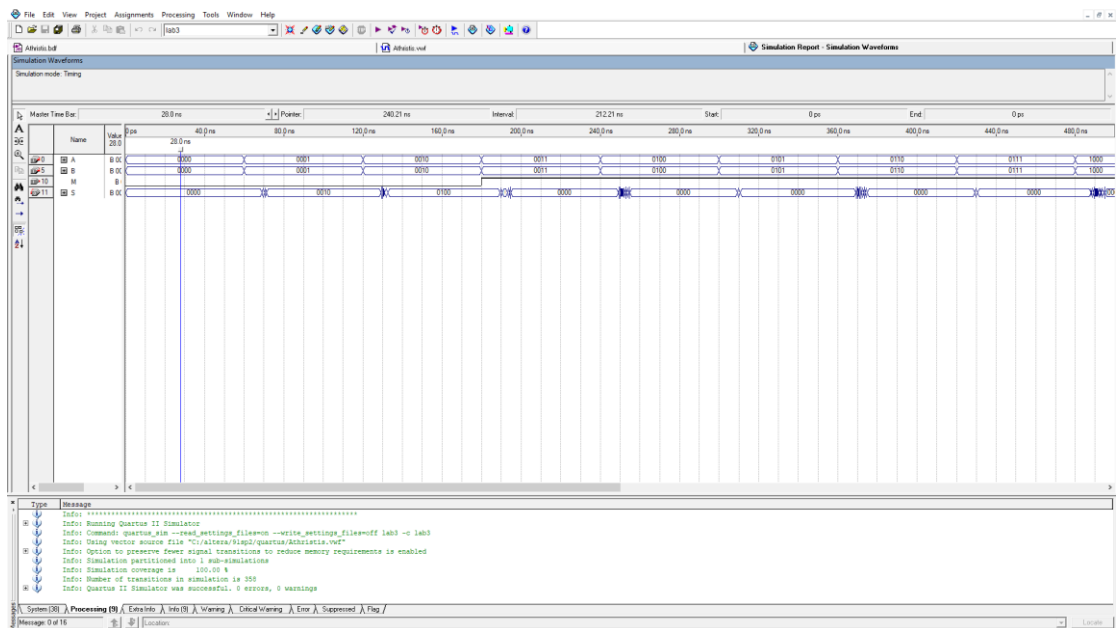 File Edit View Project Assignments Processing Tools Window Help
lab3
Athristis.bdf Athristis.vwf Simulation Report - Simulation Waveforms
Simulation Waveforms
Simulation mode: Timing
Master Time Bar: 28.0 ns Pointer: 240.21 ns Interval: 212.21 ns Start: 0 ps End: 0 ps
Name Value 28.0
0 ps 40.0 ns 80.0 ns 120.0 ns 160.0 ns 200.0 ns 240.0 ns 280.0 ns 320.0 ns 360.0 ns 400.0 ns 440.0 ns 480.0 ns
28.0 ns
0 A B 0000 0001 0010 0011 0100 0101 0110 0111 1000
5 B B 0000 0001 0010 0011 0100 0101 0110 0111 1000
10 M B
11 S B 0000 0010 0100 0000 0000 0000 0000 0000
Type Message
Info: Running Quartus II Simulator
Info: Command: quartus_sim --read_settings_files=on --write_settings_files=off lab3 -c lab3
Info: Using vector source file "C:/altera/91sp2/quartus/Athristis.vwf"
Info: Option to preserve fewer signal transitions to reduce memory requirements is enabled
Info: Simulation partitioned into 1 sub-simulations
Info: Simulation coverage is 100.00 %
Info: Number of transitions in simulation is 358
Info: Quartus II Simulator was successful. 0 errors, 0 warnings
System (38) Processing (9) Extra Info Info (9) Warning Critical Warning Error Suppressed Flag
Messages
Message: 0 of 16 Location: Locate